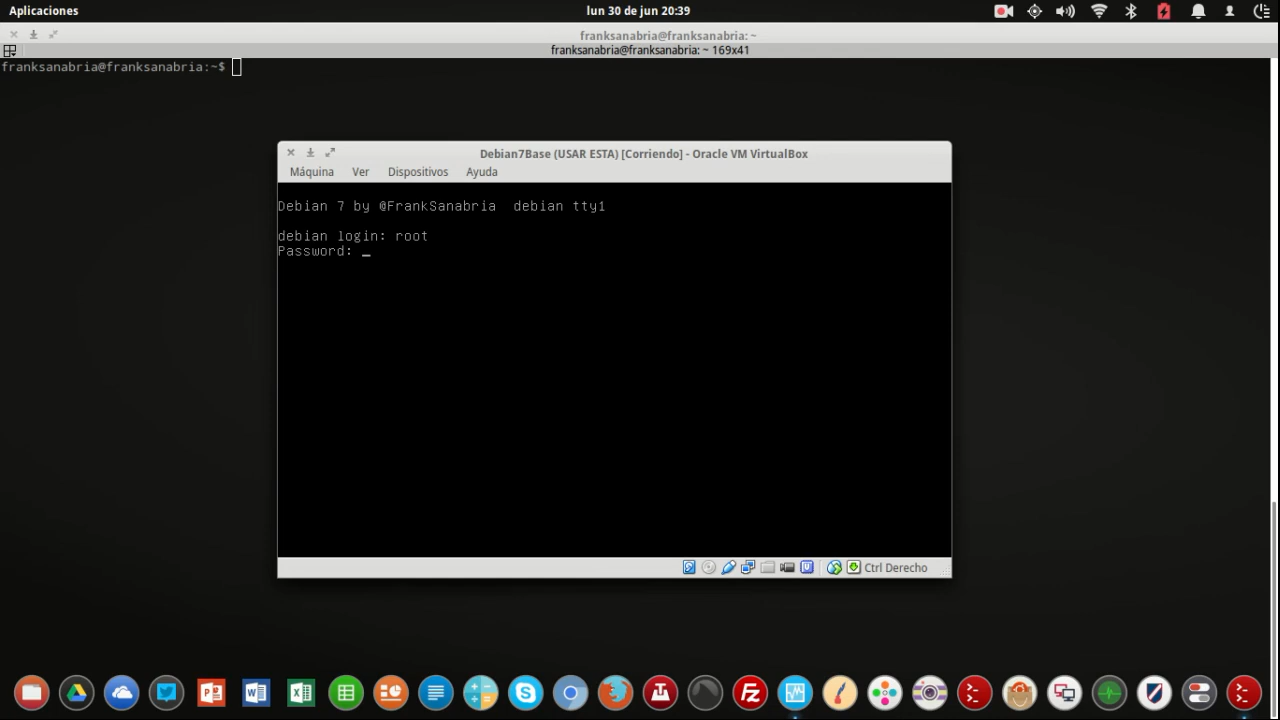 Aplicaciones
lun 30 de jun 20:39
franksanabria@franksanabria: ~
franksanabria@franksanabria: ~ 169x41
franksanabria@franksanabria:~$
Debian7Base (USAR ESTA) [Corriendo] - Oracle VM VirtualBox
Máquina Ver Dispositivos Ayuda
Debian 7 by @FrankSanabria debian tty1
debian login: root
Password: _
Ctrl Derecho